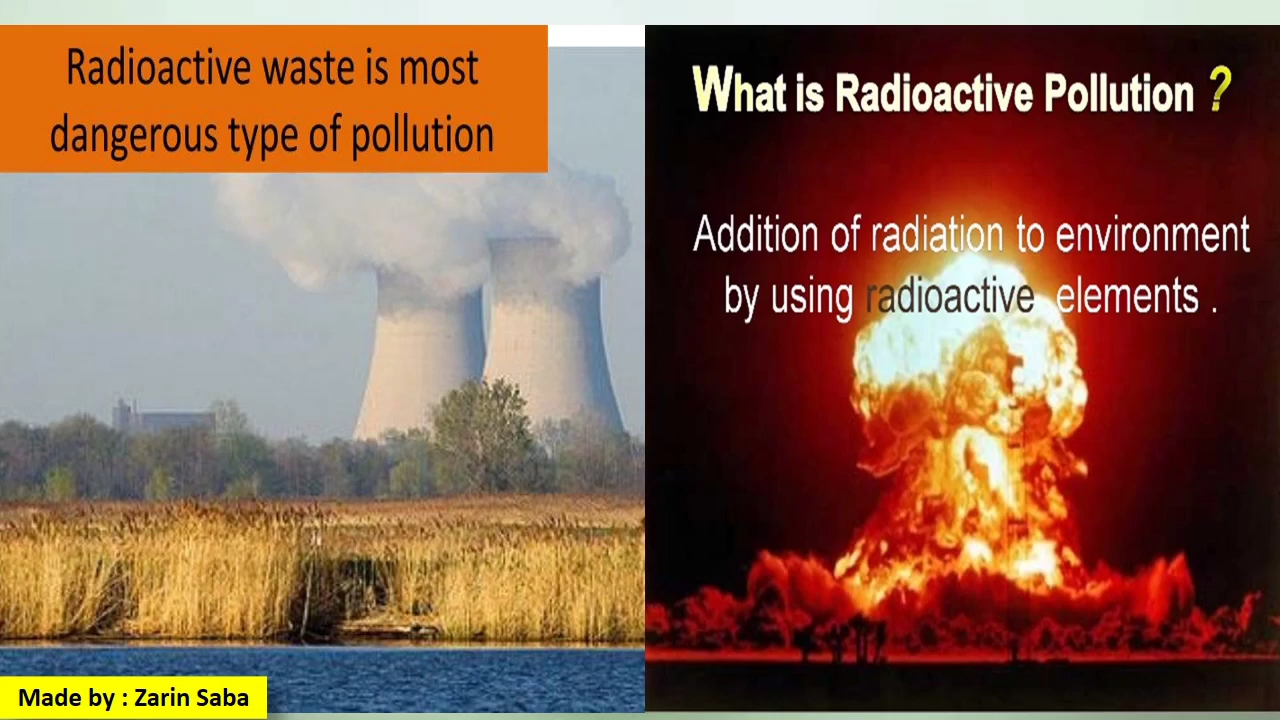 Radioactive waste is most
dangerous type of pollution
What is Radioactive Pollution ?
Addition of radiation to environment
by using radioactive elements .
Made by : Zarin Saba